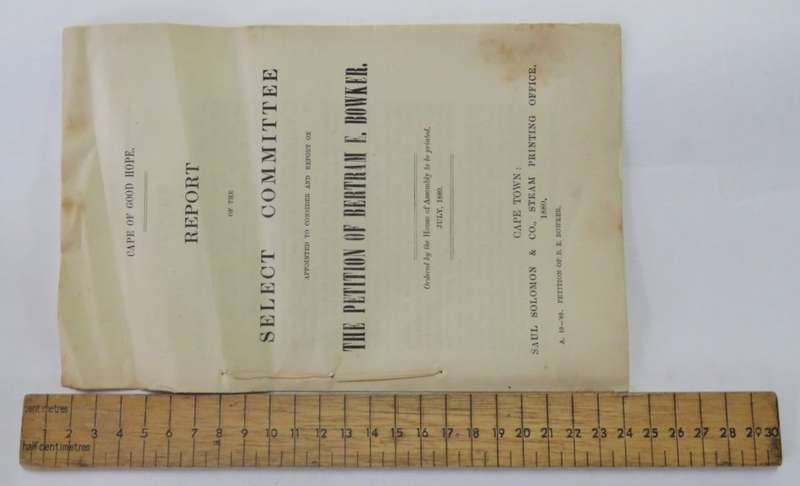 CAPE OF GOOD HOPE.
REPORT
OF THE
SELECT COMMITTEE
APPOINTED TO CONSIDER AND REPORT ON
THE PETITION OF BERTRAM E. BOWKER.
Ordered by the House of Assembly to be printed.
JULY, 1880.
CAPE TOWN:
SAUL SOLOMON & CO., STEAM PRINTING OFFICE.
1880.
PETITION OF B. E. BOWKER.
centimetres
1 2 3 4 5 6 7 8 9 10 11 12 13 14 15 16 17 18 19 20 21 22 23 24 25 26 27 28 29 30
half centimetres